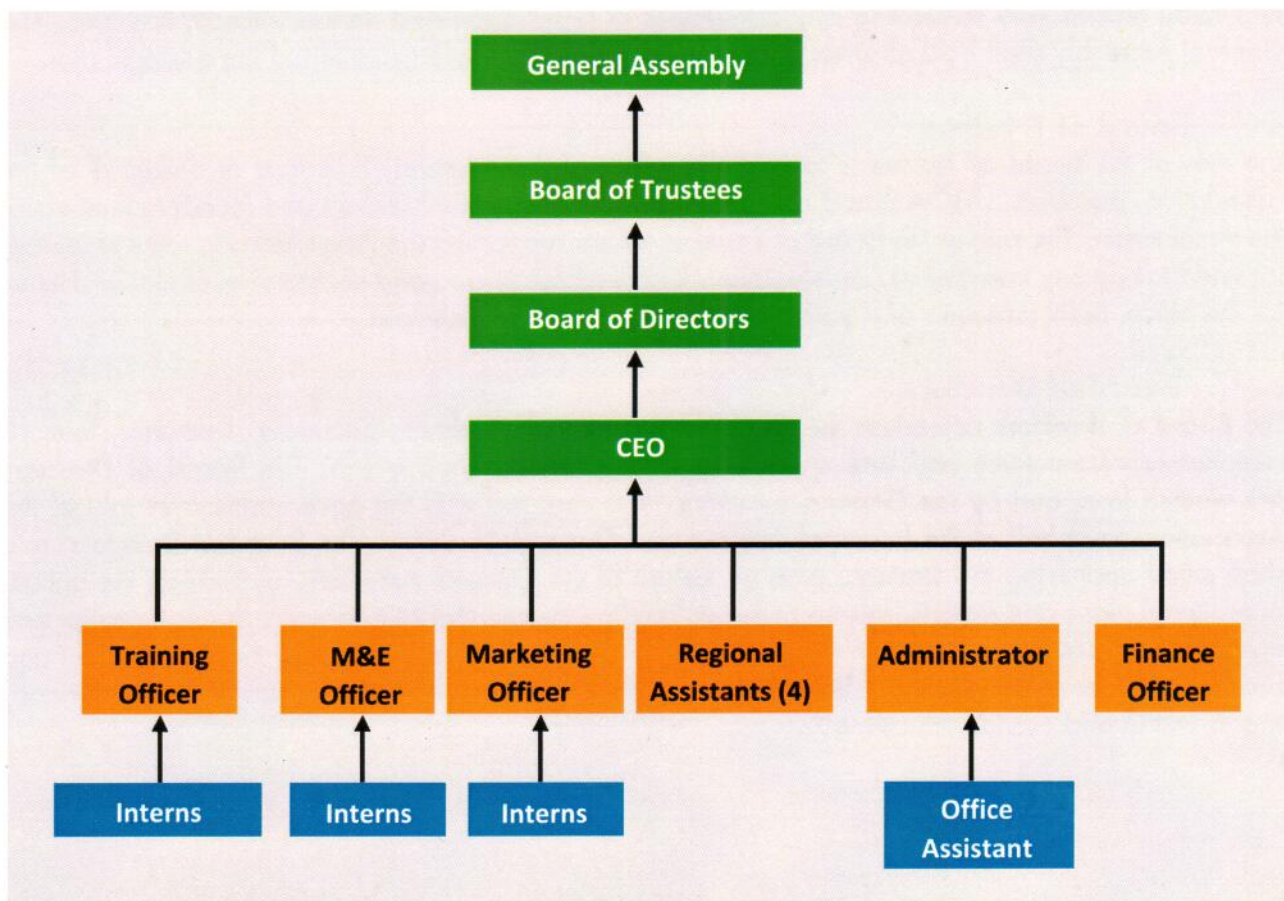 General Assembly
Board of Trustees
Board of Directors
CEO
Training
Officer
M&E
Officer
Marketing
Officer
Regional
Assistants (4)
Administrator
Finance
Officer
Interns
Interns
Interns
Office
Assistant